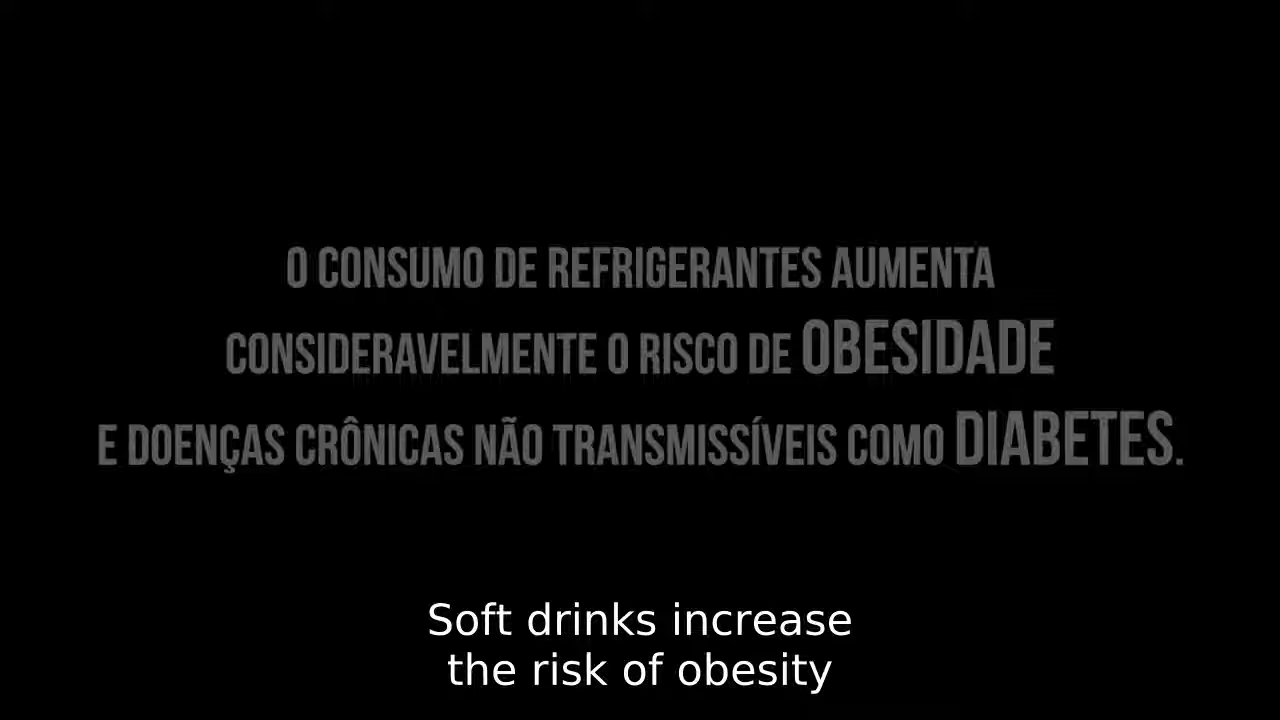 O CONSUMO DE REFRIGERANTES AUMENTA
CONSIDERAVELMENTE O RISCO DE OBESIDADE
E DOENÇAS CRÔNICAS NÃO TRANSMISSÍVEIS COMO DIABETES.
Soft drinks increase
the risk of obesity